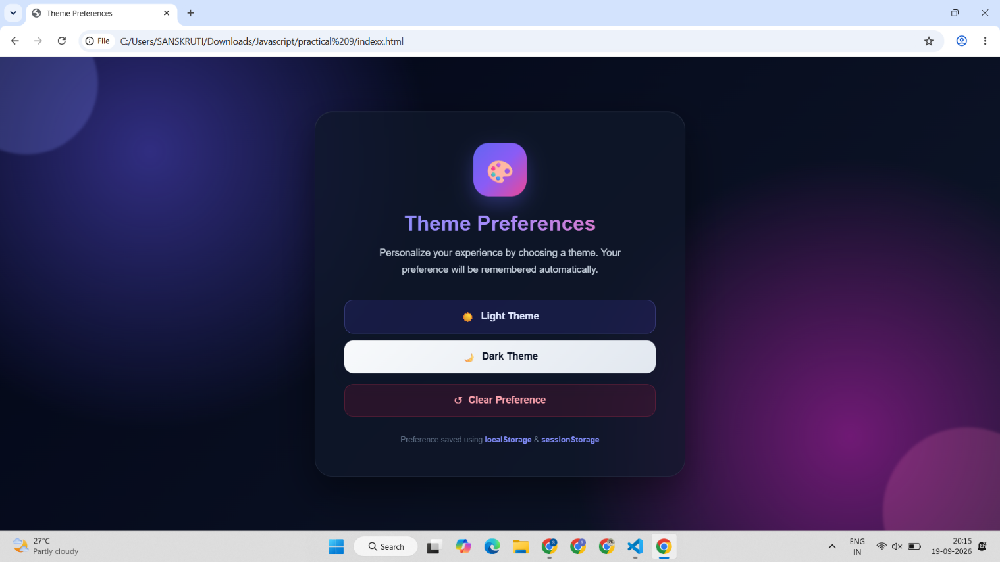 Theme Preferences
File C:/Users/SANSKRUTI/Downloads/Javascript/practical%209/indexx.html
Theme Preferences
Personalize your experience by choosing a theme. Your
preference will be remembered automatically.
Light Theme
Dark Theme
Clear Preference
Preference saved using localStorage & sessionStorage
27°C
Partly cloudy
Search
ENG
IN
20:15
19-09-2026